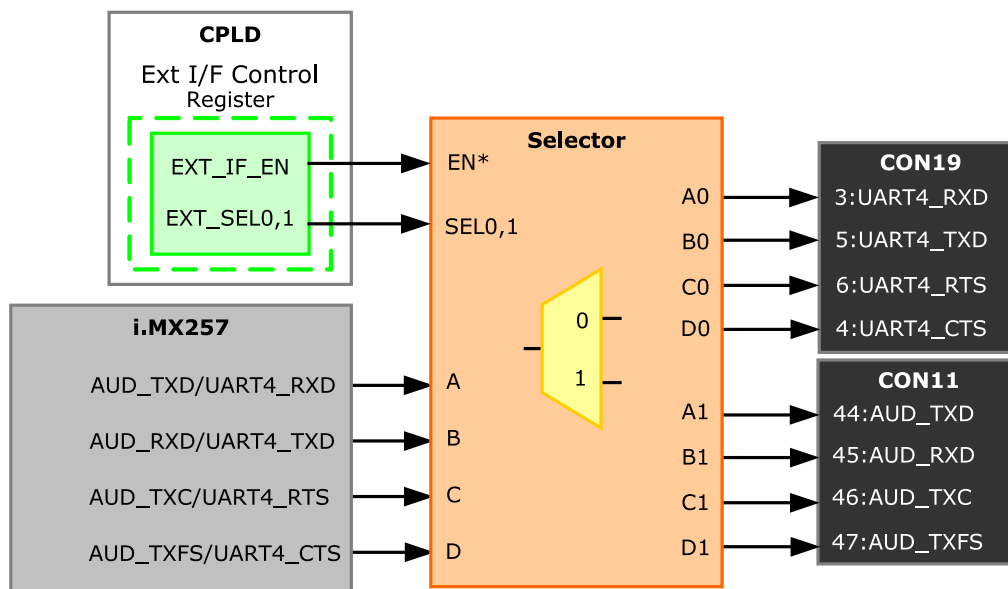 CPLD
Ext I/F Control
Register
EXT_IF_EN
EXT_SEL0,1
i.MX257
AUD_TXD/UART4_RXD
AUD_RXD/UART4_TXD
AUD_TXC/UART4_RTS
AUD_TXFS/UART4_CTS
Selector
EN*
SEL0,1
A
B
C
D
0
1
A0
B0
C0
D0
A1
B1
C1
D1
CON19
3:UART4_RXD
5:UART4_TXD
6:UART4_RTS
4:UART4_CTS
CON11
44:AUD_TXD
45:AUD_RXD
46:AUD_TXC
47:AUD_TXFS